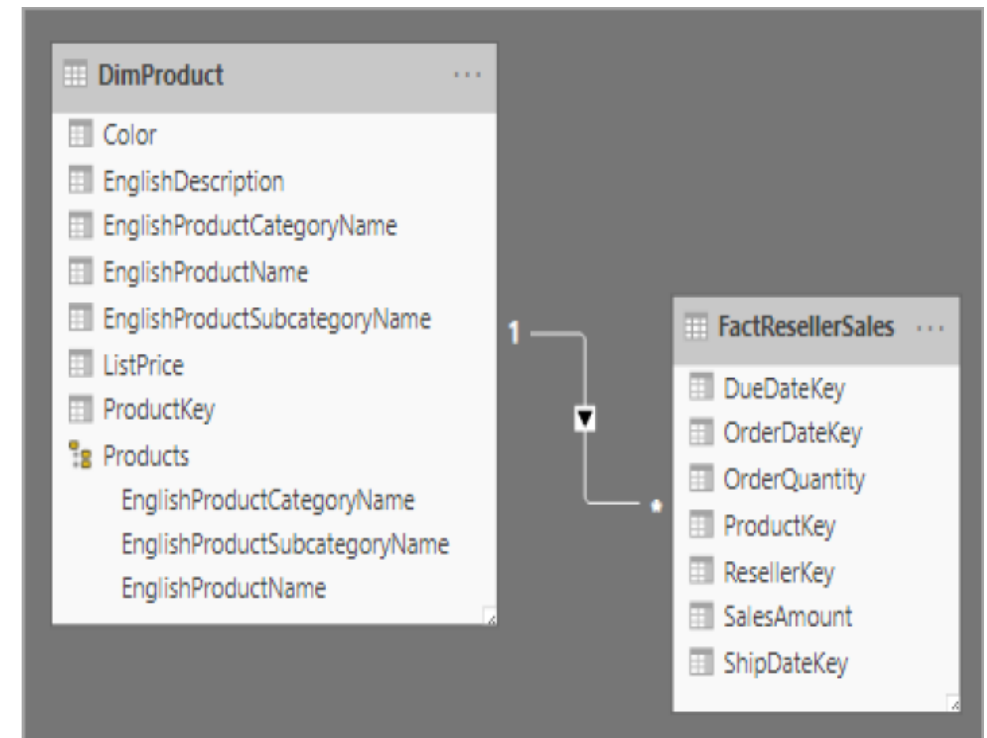 DimProduct ...
Color
EnglishDescription
EnglishProductCategoryName
EnglishProductName
EnglishProductSubcategoryName
ListPrice
ProductKey
Products
EnglishProductCategoryName
EnglishProductSubcategoryName
EnglishProductName
1
*
FactResellerSales ...
DueDateKey
OrderDateKey
OrderQuantity
ProductKey
ResellerKey
SalesAmount
ShipDateKey